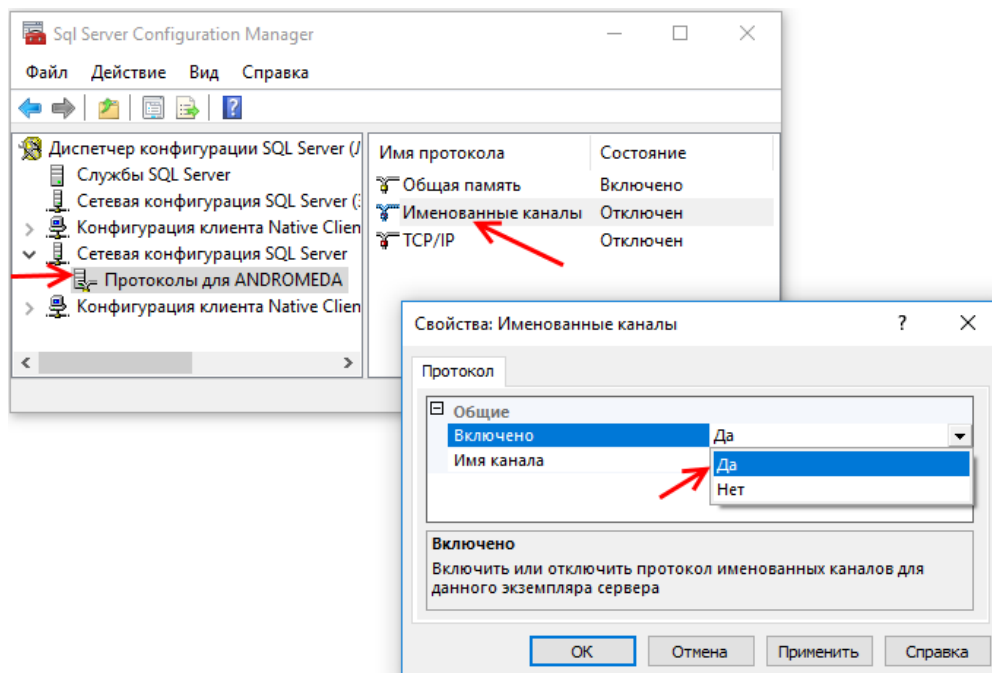 Sql Server Configuration Manager
Файл Действие Вид Справка
Диспетчер конфигурации SQL Server (Л
Службы SQL Server
Сетевая конфигурация SQL Server (3
Конфигурация клиента Native Clien
Сетевая конфигурация SQL Server
Протоколы для ANDROMEDA
Конфигурация клиента Native Clien
Имя протокола Состояние
Общая память Включено
Именованные каналы Отключен
TCP/IP Отключен
Свойства: Именованные каналы
Протокол
Общие
Включено Да
Имя канала
Да
Нет
Включено
Включить или отключить протокол именованных каналов для
данного экземпляра сервера
ОК Отмена Применить Справка